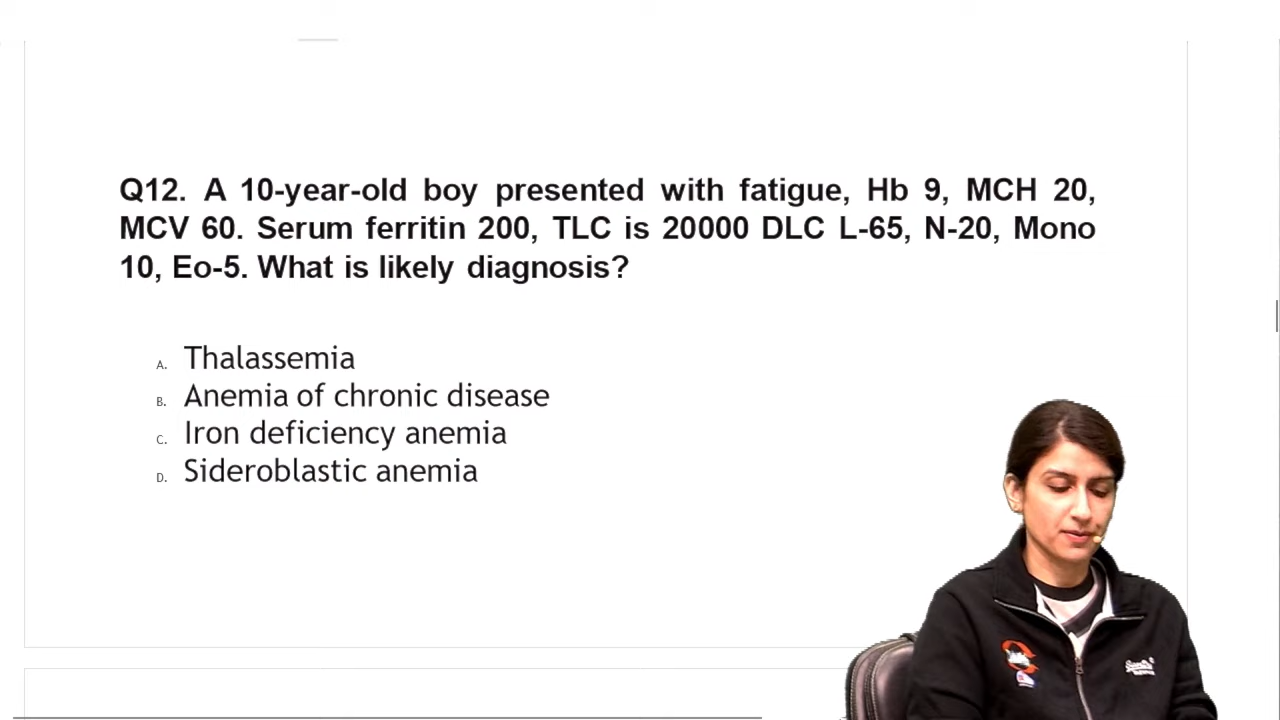 Q12. A 10-year-old boy presented with fatigue, Hb 9, MCH 20,
MCV 60. Serum ferritin 200, TLC is 20000 DLC L-65, N-20, Mono
10, Eo-5. What is likely diagnosis?
A. Thalassemia
B. Anemia of chronic disease
C. Iron deficiency anemia
D. Sideroblastic anemia